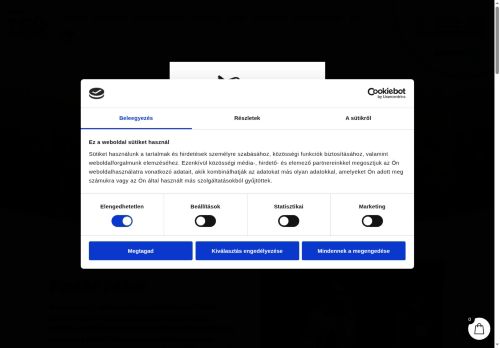 Cookiebot
by Usercentrics
Beleegyezés Részletek A sütikről
Ez a weboldal sütiket használ
Sütiket használunk a tartalmak és hirdetések személyre szabásához, közösségi funkciók biztosításához, valamint
weboldalforgalmunk elemzéséhez. Ezenkívül közösségi média-, hirdető- és elemező partnereinkkel megosztjuk az Ön
weboldalhasználatra vonatkozó adatait, akik kombinálhatják az adatokat más olyan adatokkal, amelyeket Ön adott meg
számukra vagy az Ön által használt más szolgáltatásokból gyűjtöttek.
Elengedhetetlen Beállítások Statisztikai Marketing
Megtagad Kiválasztás engedélyezése Mindennek a megengedése
0